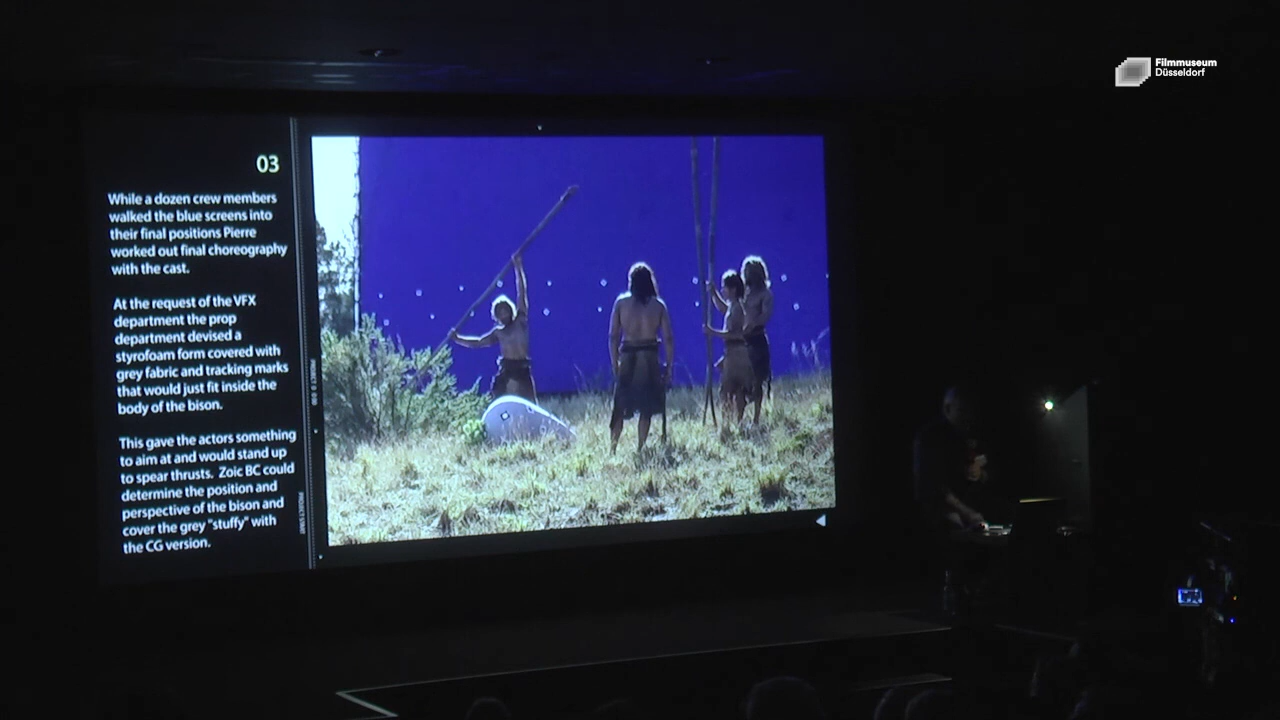 Filmmuseum
Düsseldorf
03
While a dozen crew members
walked the blue screens into
their final positions Pierre
worked out final choreography
with the cast.
At the request of the VFX
department the prop
department devised a
styrofoam form covered with
grey fabric and tracking marks
that would just fit inside the
body of the bison.
This gave the actors something
to aim at and would stand up
to spear thrusts. Zoic BC could
determine the position and
perspective of the bison and
cover the grey "stuffy" with
the CG version.